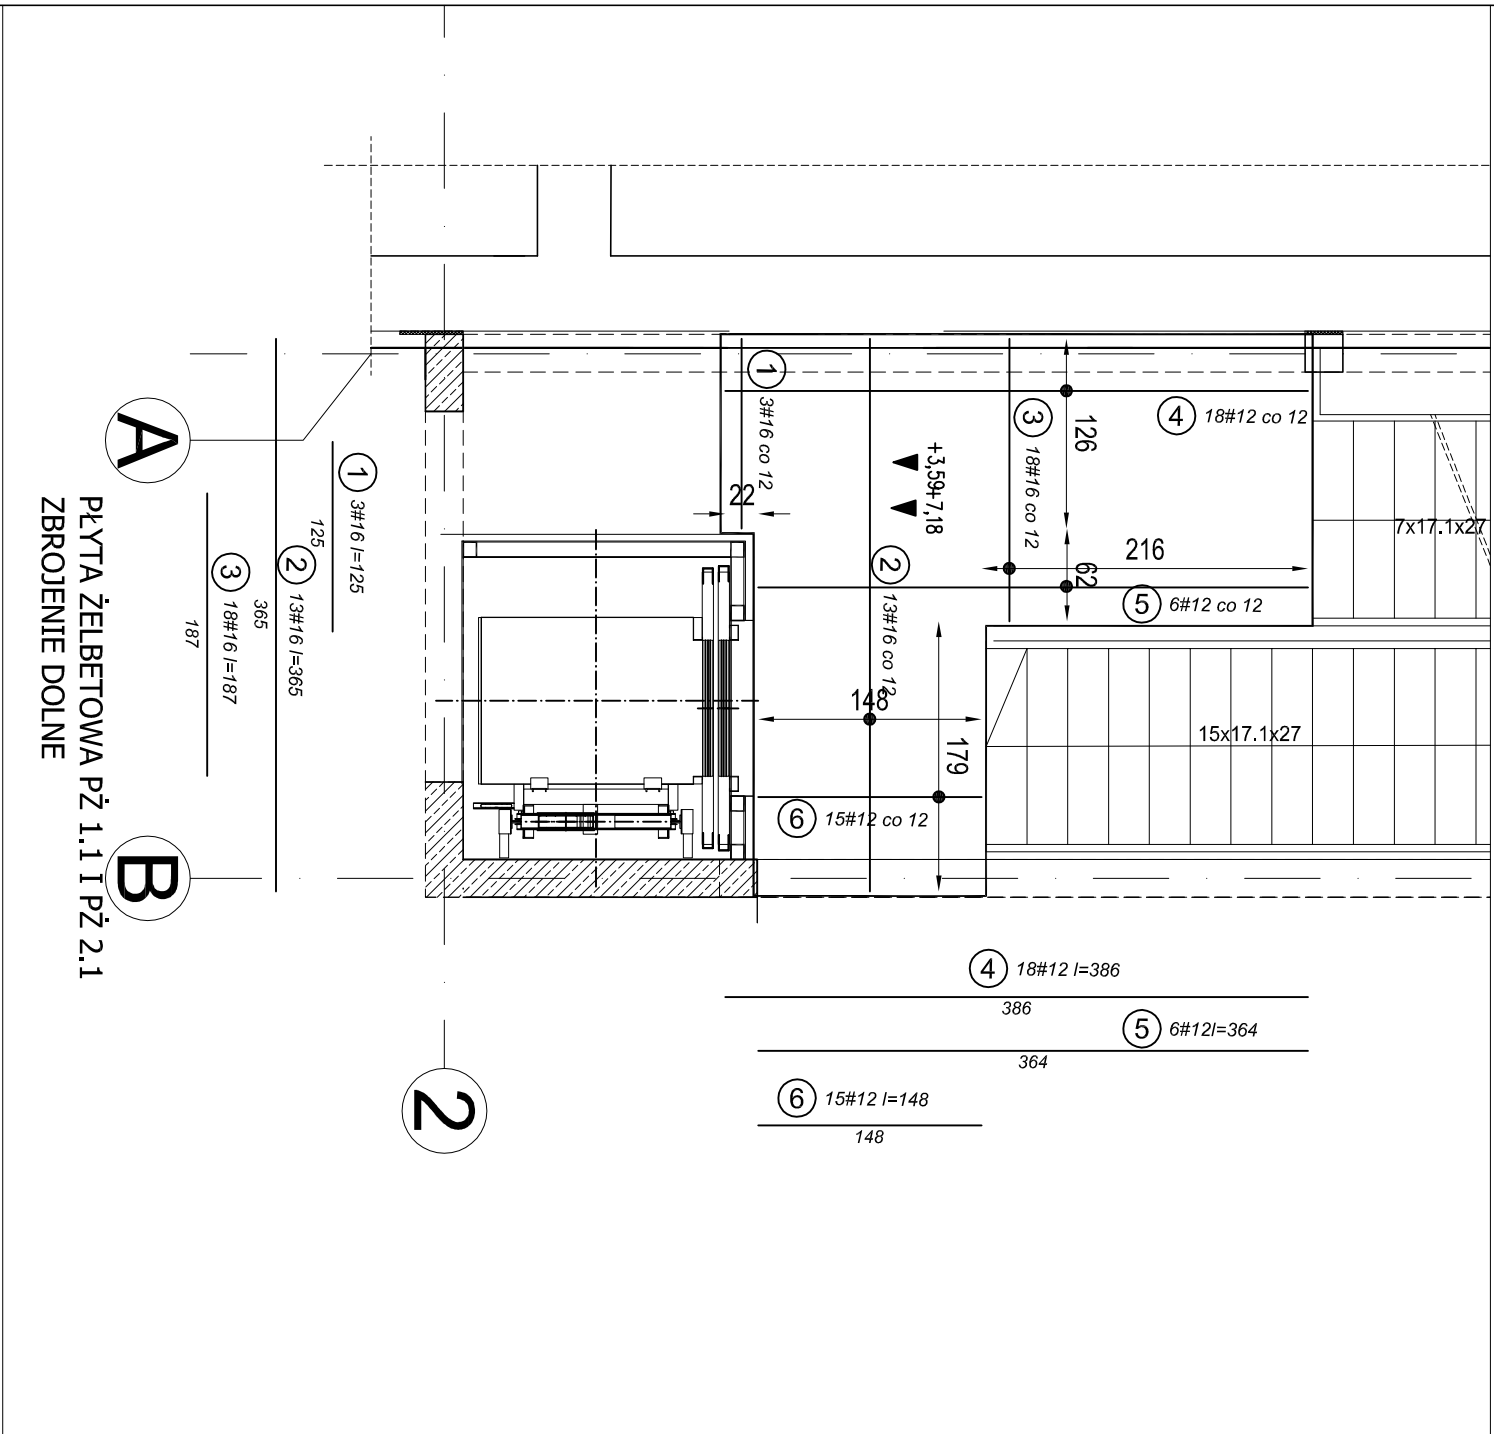 1
3#16 co 12
4
18#12 co 12
3
18#16 co 12
126
22
+3,59
+7,18
7x17.1x27
216
62
2
13#16 co 12
5
6#12 co 12
148
179
15x17.1x27
6
15#12 co 12
A
B
2
1
3#16 l=125
125
2
13#16 l=365
365
3
18#16 l=187
187
PŁYTA ŻELBETOWA PŻ 1.1 I PŻ 2.1
ZBROJENIE DOLNE
4
18#12 l=386
386
5
6#12l=364
364
6
15#12 l=148
148